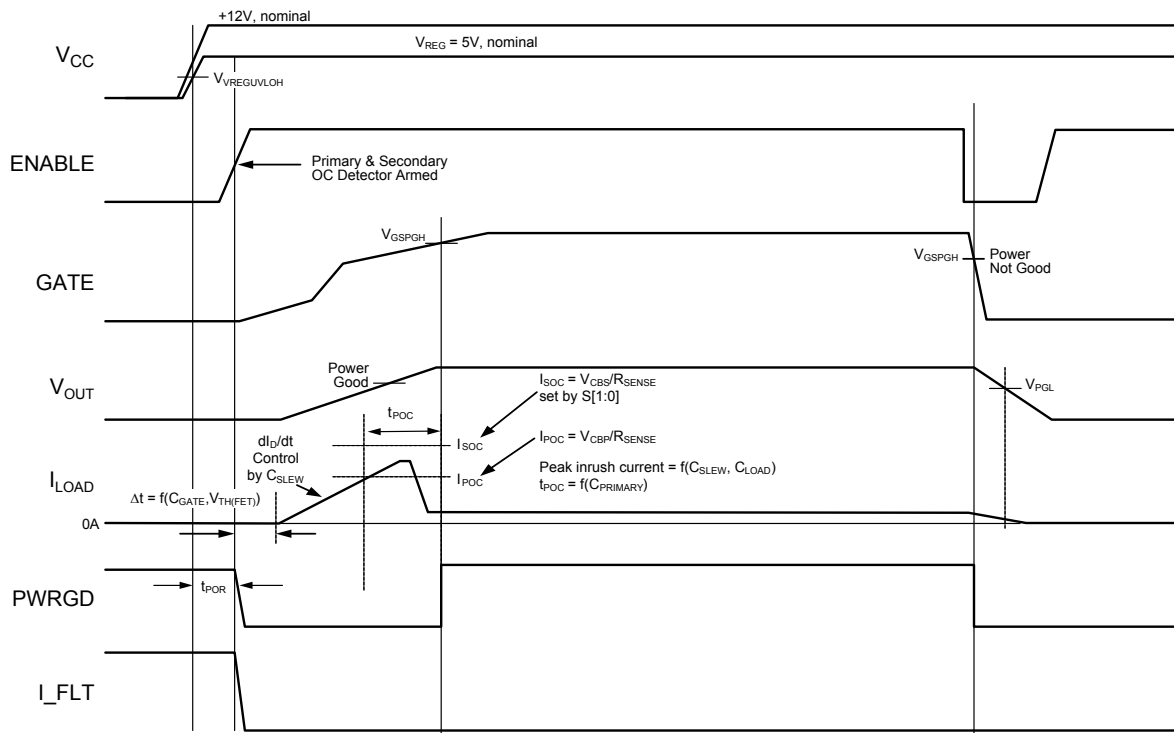 +12V, nominal
V_REG = 5V, nominal
V_CC
V_VREGUVLOH
ENABLE
Primary & Secondary
OC Detector Armed
V_GSPGH
GATE
V_GSPGH
Power
Not Good
Power
Good
V_OUT
I_SOC = V_CBS/R_SENSE
set by S[1:0]
V_PGL
t_POC
I_SOC
dI_D/dt
Control
by C_SLEW
I_POC = V_CBP/R_SENSE
I_POC
Peak inrush current = f(C_SLEW, C_LOAD)
t_POC = f(C_PRIMARY)
I_LOAD
Δt = f(C_GATE,V_TH(FET))
0A
t_POR
PWRGD
I_FLT